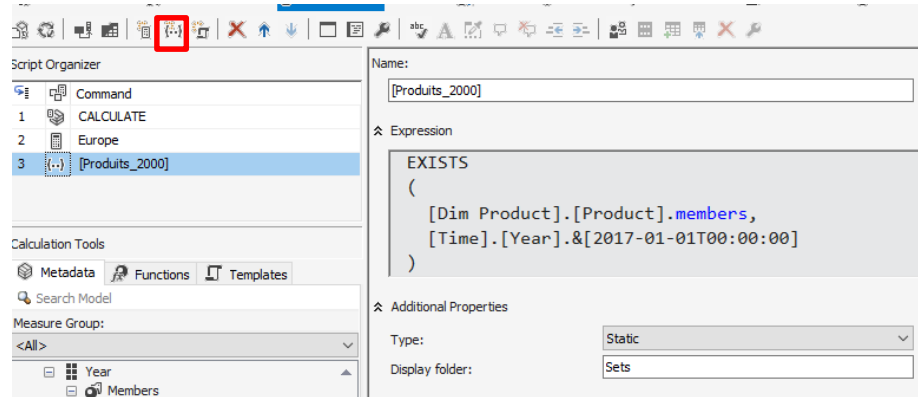 abc
Script Organizer
Command
1 CALCULATE
2 Europe
3 {...} [Produits_2000]
Calculation Tools
Metadata Functions Templates
Search Model
Measure Group:
<All>
Year
Members
Name:
[Produits_2000]
Expression
EXISTS
(
[Dim Product].[Product].members,
[Time].[Year].&[2017-01-01T00:00:00]
)
Additional Properties
Type: Static
Display folder: Sets